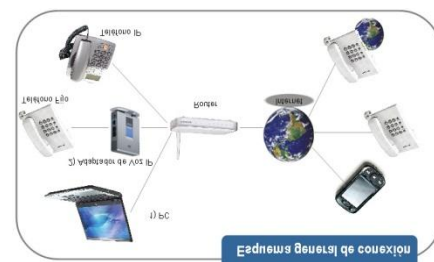 Esquema general de conexión
1) PC
2) Adaptador de Voz IP
Teléfono Fijo
Router
Internet
Teléfono IP